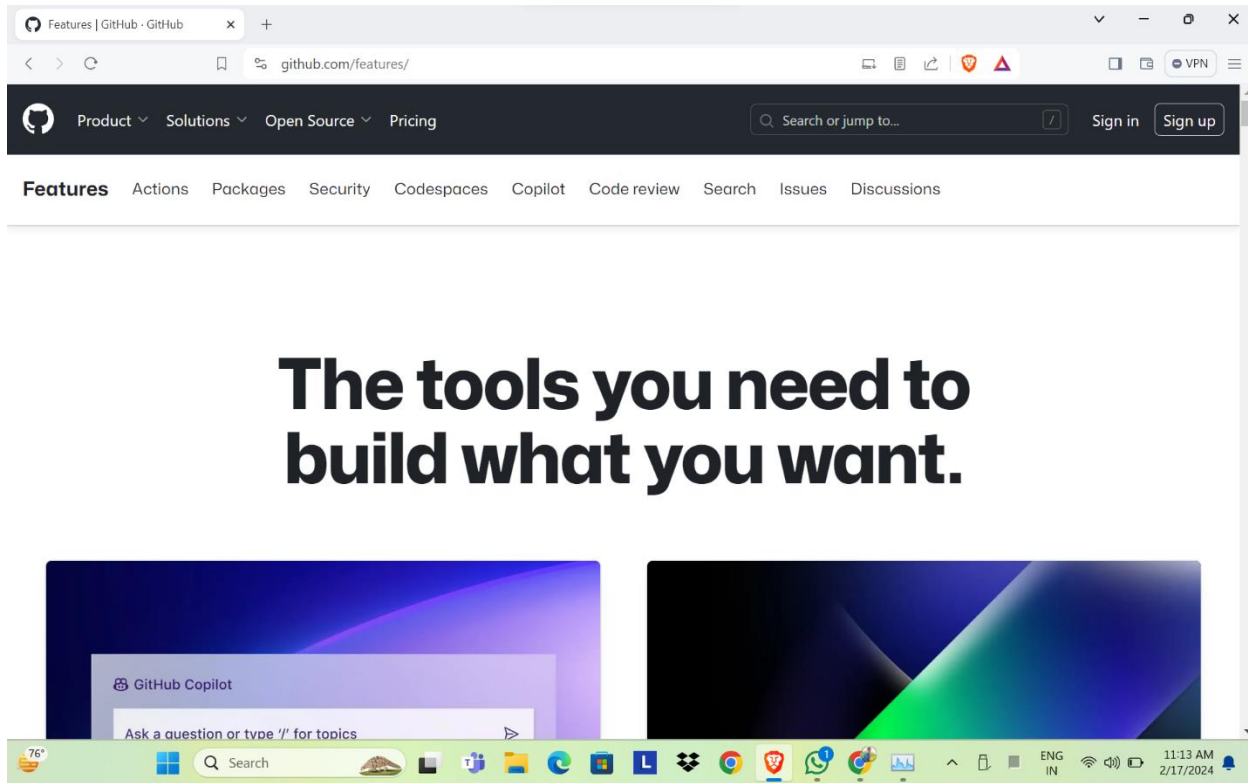 Features | GitHub · GitHub
github.com/features/
VPN
Product Solutions Open Source Pricing Search or jump to... / Sign in Sign up
Features Actions Packages Security Codespaces Copilot Code review Search Issues Discussions
The tools you need to
build what you want.
GitHub Copilot
Ask a question or type ‘/’ for topics
76°
Search
L
1
ENG
IN
11:13 AM
2/17/2024